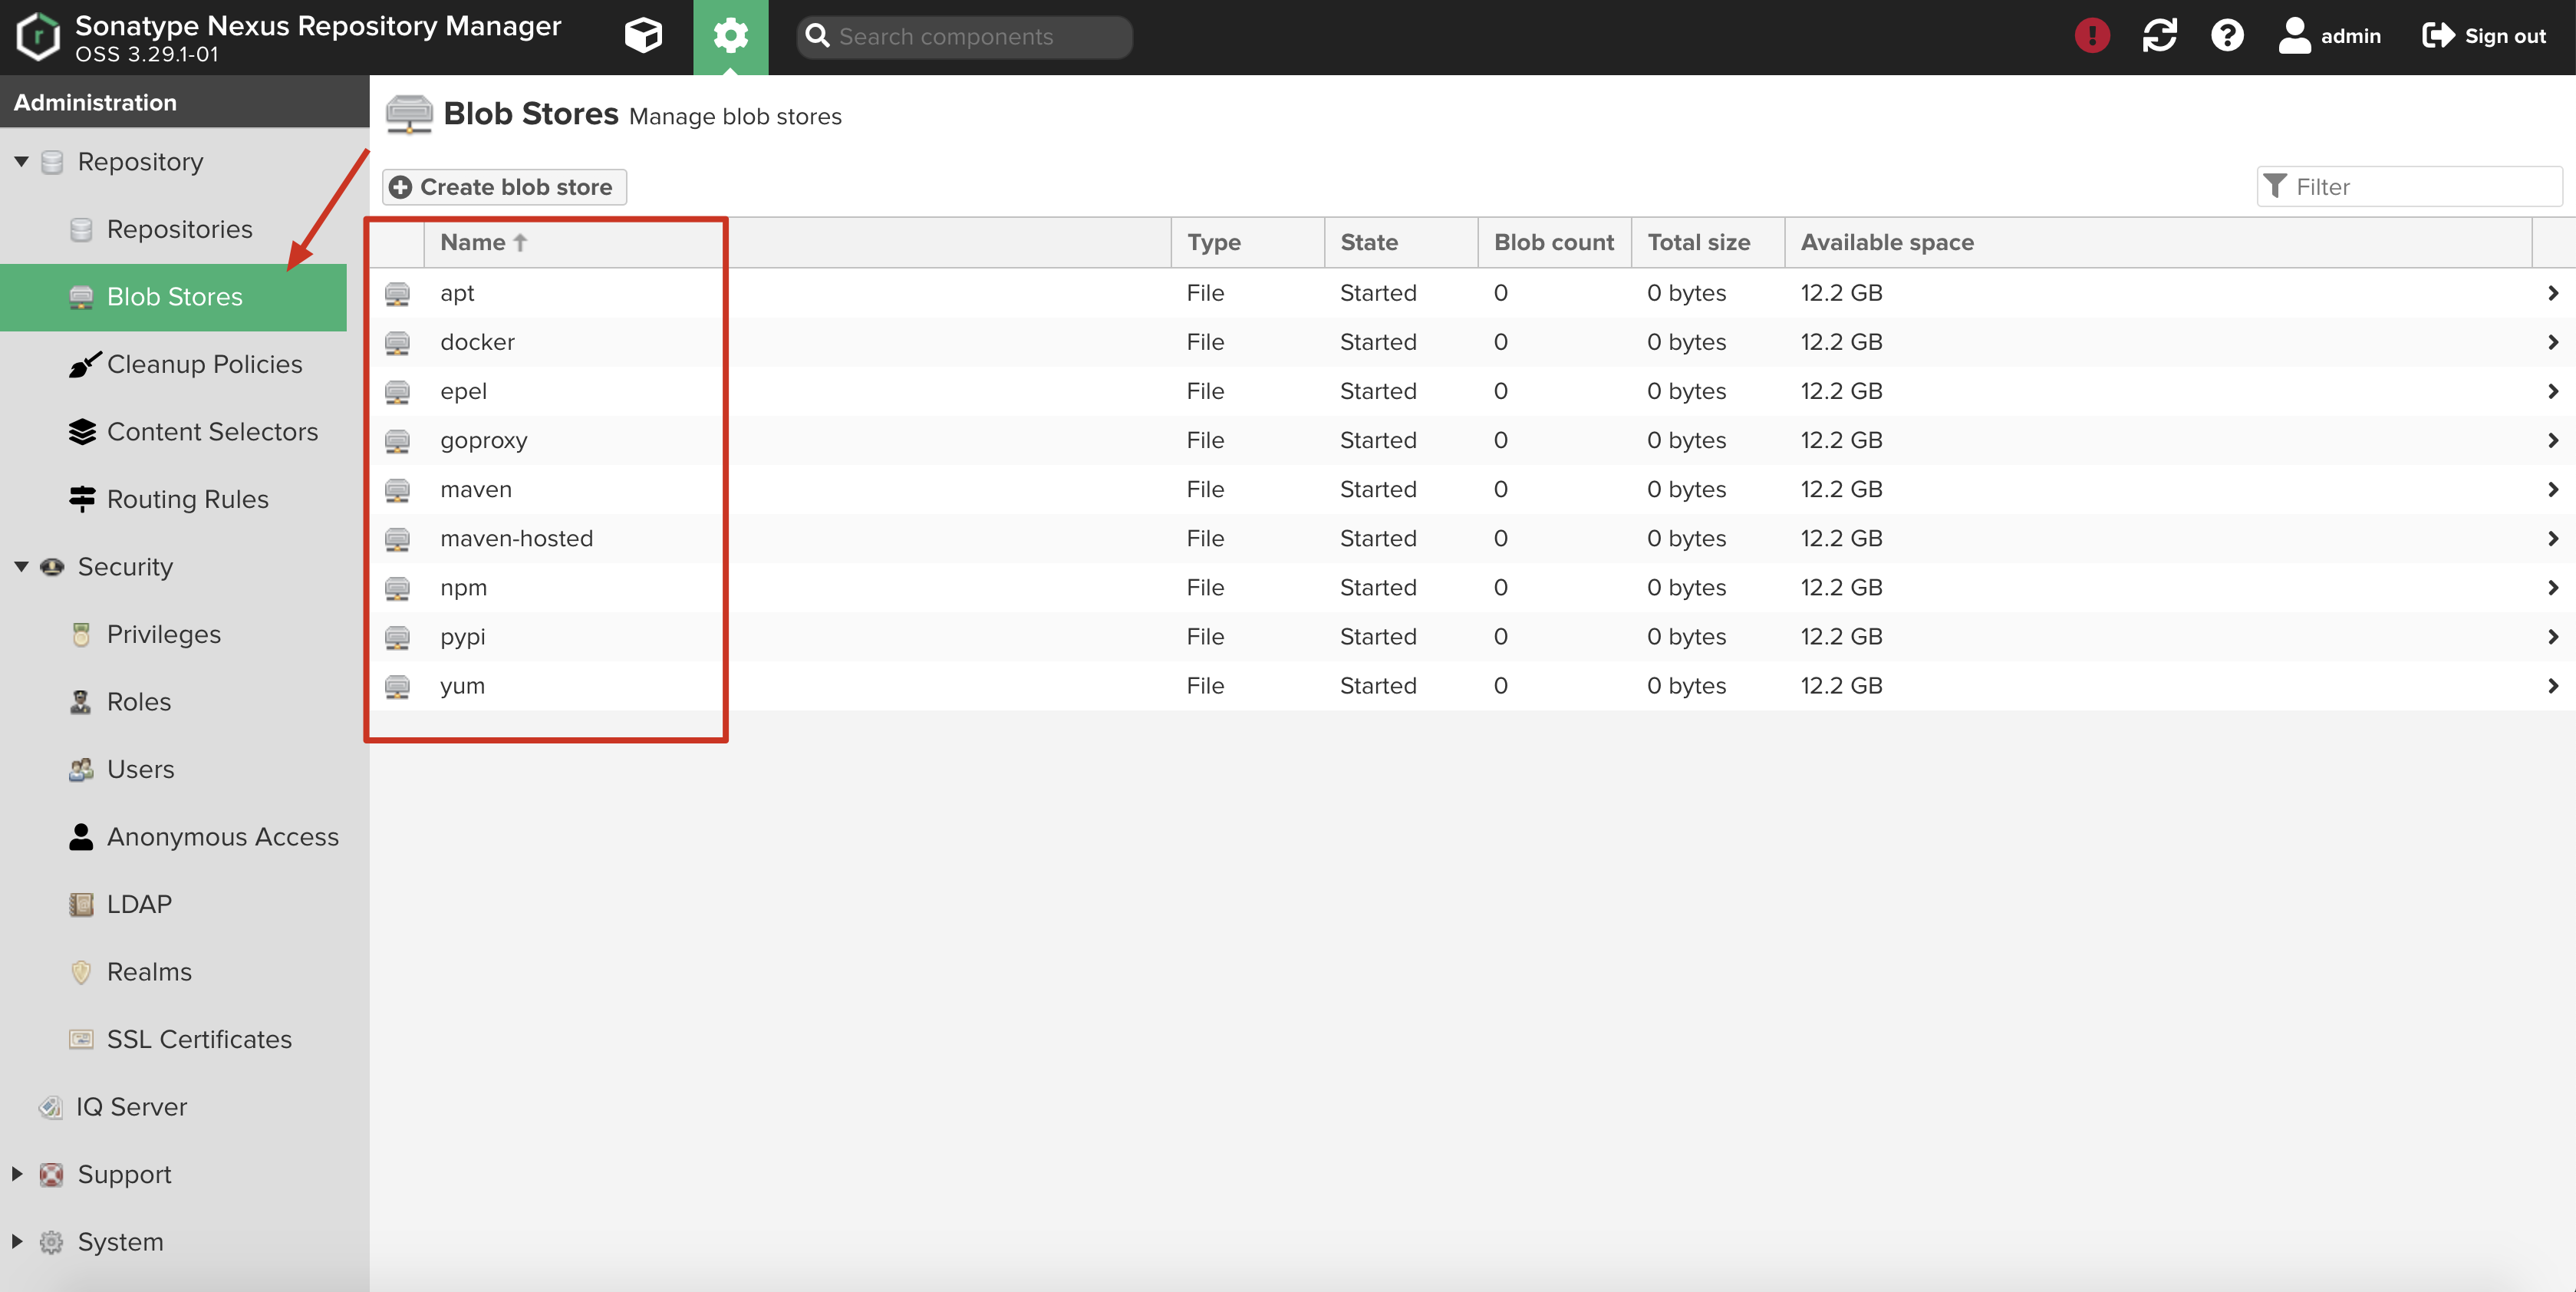 Sonatype Nexus Repository Manager
OSS 3.29.1-01
Search components
admin
Sign out
Administration
Repository
Repositories
Blob Stores
Cleanup Policies
Content Selectors
Routing Rules
Security
Privileges
Roles
Users
Anonymous Access
LDAP
Realms
SSL Certificates
IQ Server
Support
System
Blob Stores Manage blob stores
Create blob store
Filter
Name Type State Blob count Total size Available space
apt File Started 0 0 bytes 12.2 GB
docker File Started 0 0 bytes 12.2 GB
epel File Started 0 0 bytes 12.2 GB
goproxy File Started 0 0 bytes 12.2 GB
maven File Started 0 0 bytes 12.2 GB
maven-hosted File Started 0 0 bytes 12.2 GB
npm File Started 0 0 bytes 12.2 GB
pypi File Started 0 0 bytes 12.2 GB
yum File Started 0 0 bytes 12.2 GB